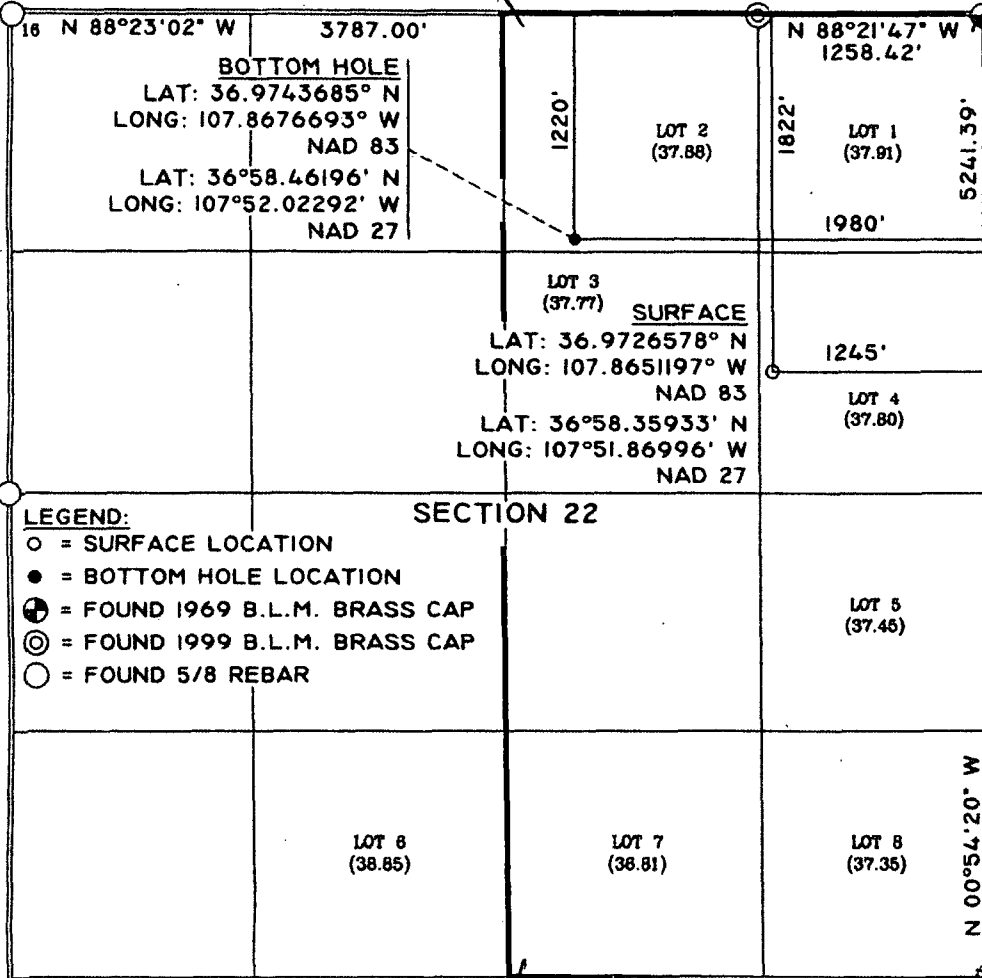 16 N 88°23'02" W 3787.00'
N 88°21'47" W
1258.42'
BOTTOM HOLE
LAT: 36.9743685° N
LONG: 107.8676693° W
NAD 83
LAT: 36°58.46196' N
LONG: 107°52.02292' W
NAD 27
1220'
LOT 2
(37.88)
1822'
LOT 1
(37.91)
5241.39'
1980'
LOT 3
(37.77)
SURFACE
LAT: 36.9726578° N
LONG: 107.8651197° W
NAD 83
LAT: 36°58.35933' N
LONG: 107°51.86996' W
NAD 27
1245'
LOT 4
(37.80)
SECTION 22
LEGEND:
○ = SURFACE LOCATION
● = BOTTOM HOLE LOCATION
= FOUND 1969 B.L.M. BRASS CAP
◎ = FOUND 1999 B.L.M. BRASS CAP
○ = FOUND 5/8 REBAR
LOT 5
(37.45)
LOT 6
(38.85)
LOT 7
(36.81)
LOT 8
(37.35)
N 00°54'20" W